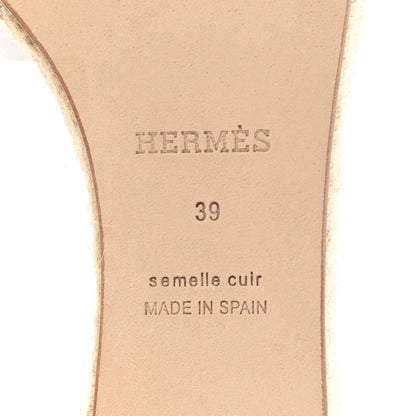 HERMÈS
39
semelle cuir
MADE IN SPAIN